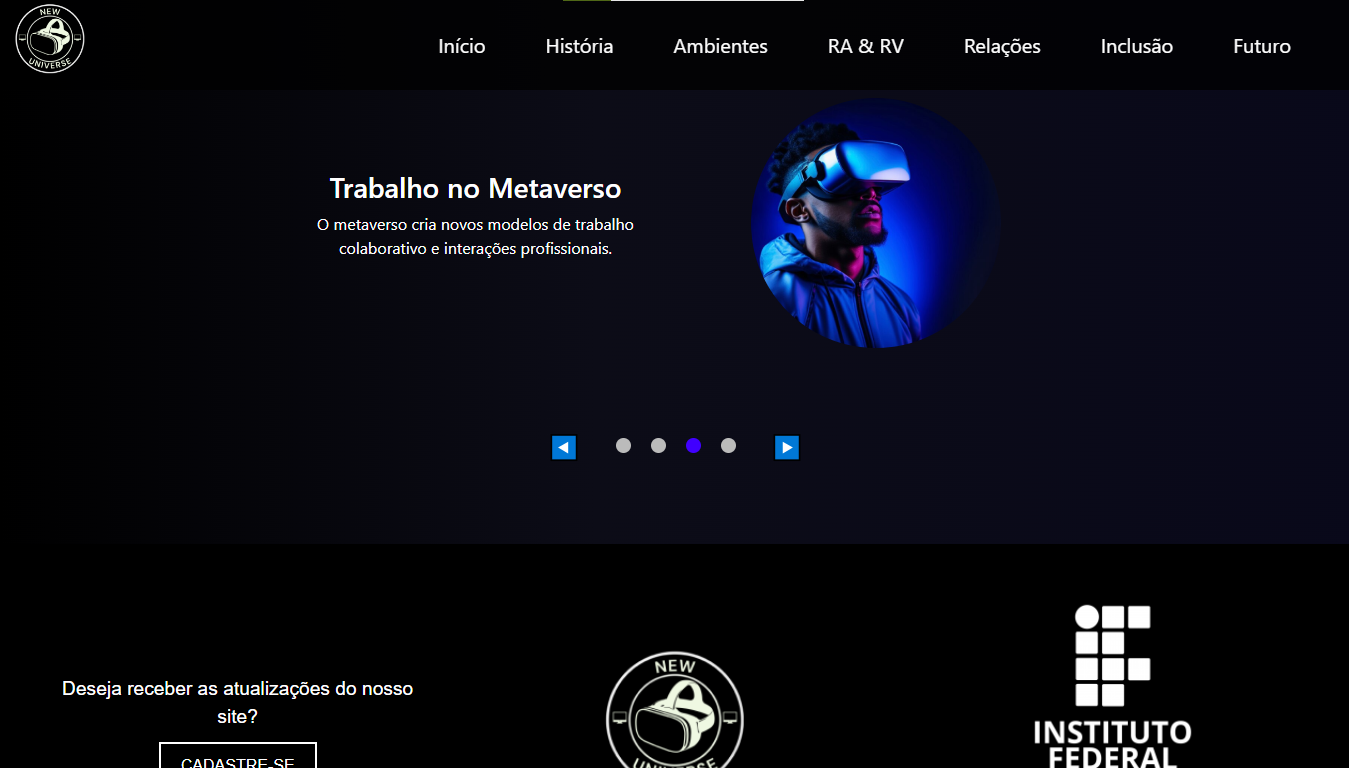 NEW
UNIVERSE
Início
História
Ambientes
RA & RV
Relações
Inclusão
Futuro
Trabalho no Metaverso
O metaverso cria novos modelos de trabalho
colaborativo e interações profissionais.
Deseja receber as atualizações do nosso
site?
CADASTRE-SE
NEW
UNIVERSE
INSTITUTO
FEDERAL